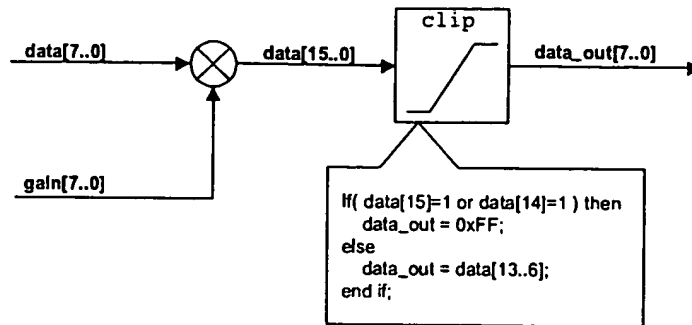 clip
data[7..0]
data[15..0]
data_out[7..0]
gain[7..0]
If( data[15]=1 or data[14]=1 ) then
data_out = 0xFF;
else
data_out = data[13..6];
end if;